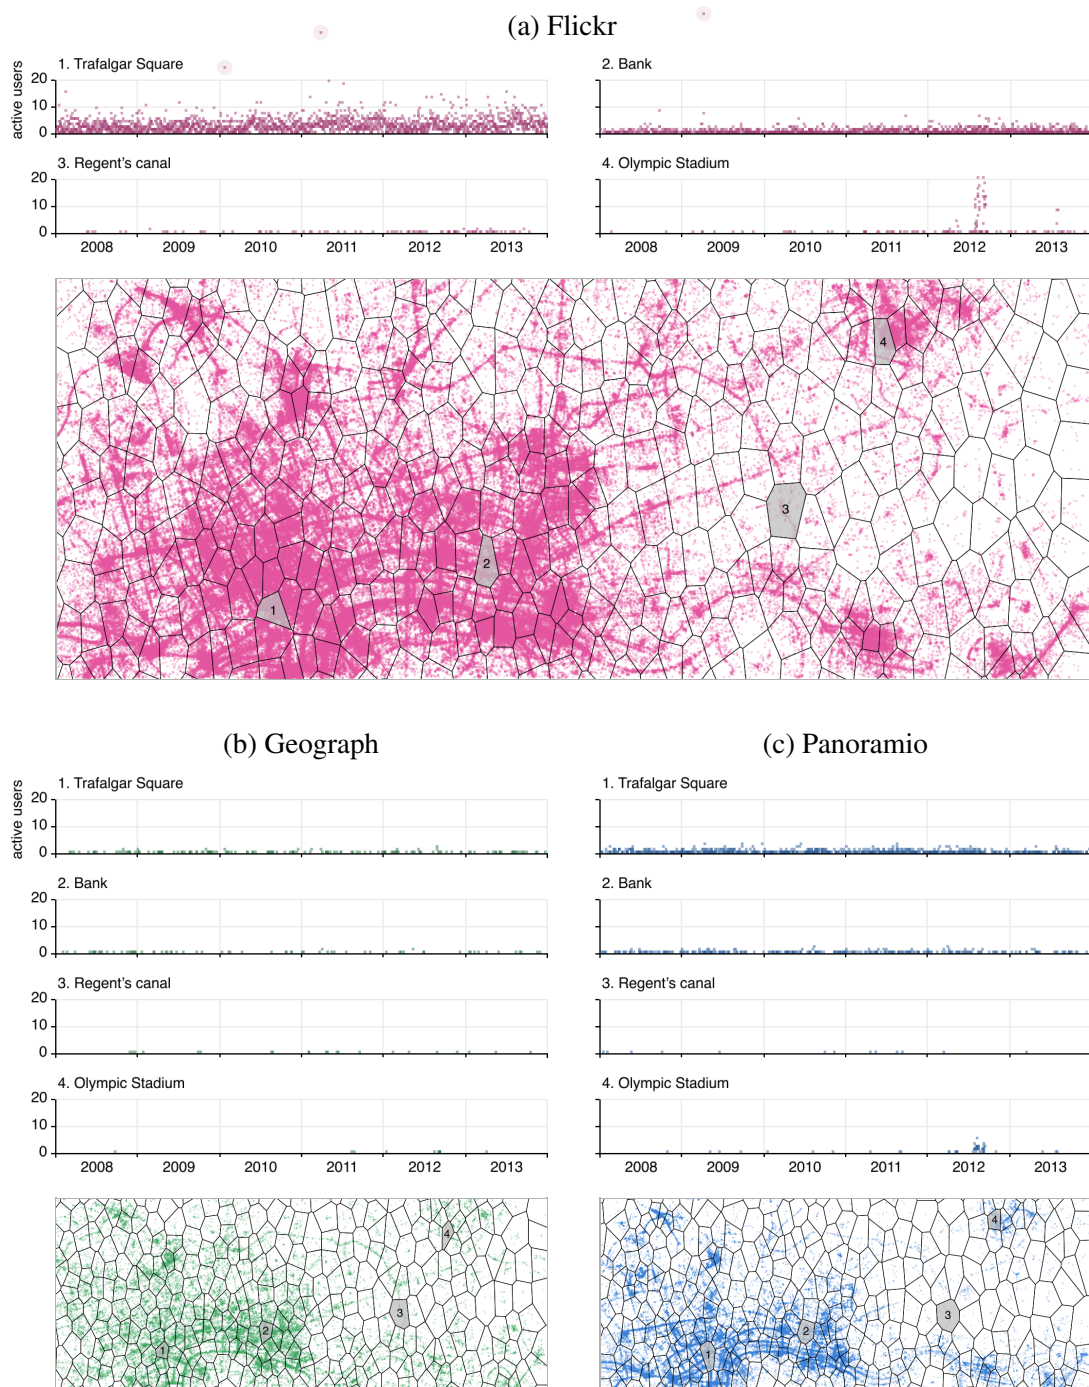 (a) Flickr
1. Trafalgar Square
2. Bank
active users
20
10
0
3. Regent's canal
4. Olympic Stadium
20
10
0
2008 2009 2010 2011 2012 2013
2008 2009 2010 2011 2012 2013
4
3
2
1
(b) Geograph
(c) Panoramio
1. Trafalgar Square
1. Trafalgar Square
active users
20
10
0
2. Bank
2. Bank
20
10
0
3. Regent's canal
3. Regent's canal
20
10
0
4. Olympic Stadium
4. Olympic Stadium
20
10
0
2008 2009 2010 2011 2012 2013
2008 2009 2010 2011 2012 2013
4
3
2
1
4
3
2
1